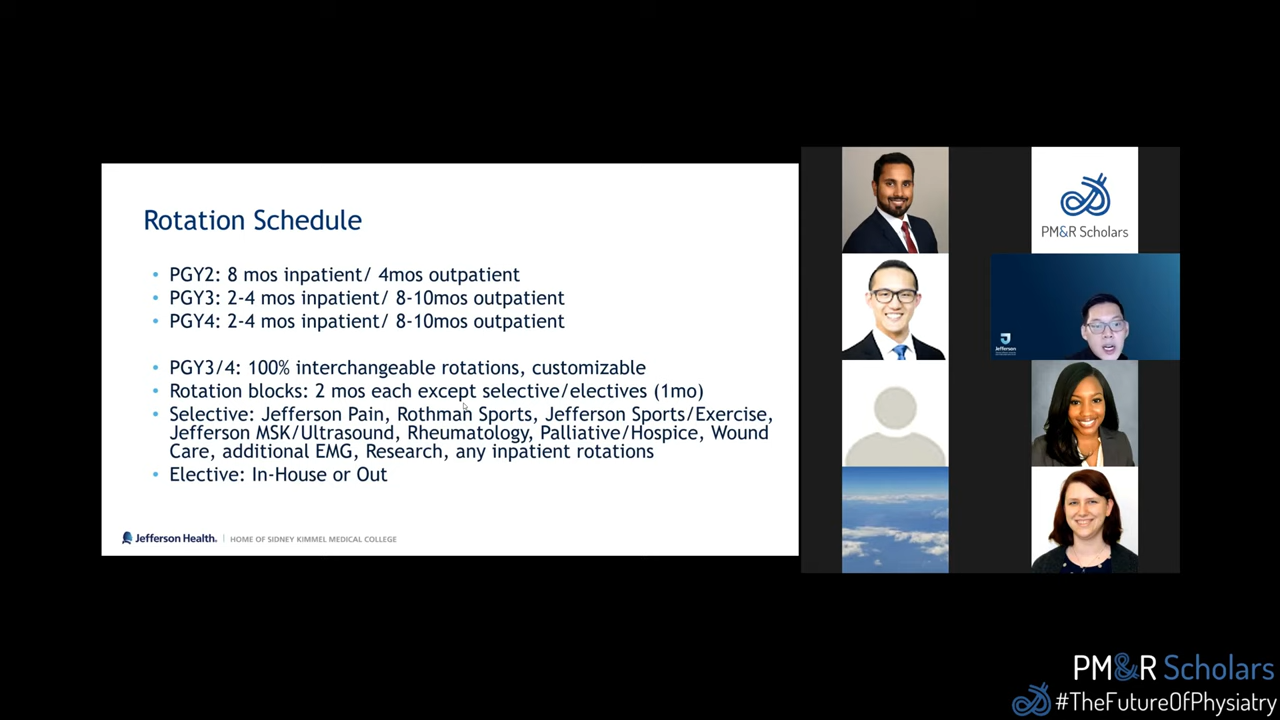 Rotation Schedule
• PGY2: 8 mos inpatient/ 4mos outpatient
• PGY3: 2-4 mos inpatient/ 8-10mos outpatient
• PGY4: 2-4 mos inpatient/ 8-10mos outpatient
• PGY3/4: 100% interchangeable rotations, customizable
• Rotation blocks: 2 mos each except selective/electives (1mo)
• Selective: Jefferson Pain, Rothman Sports, Jefferson Sports/Exercise,
Jefferson MSK/Ultrasound, Rheumatology, Palliative/Hospice, Wound
Care, additional EMG, Research, any inpatient rotations
• Elective: In-House or Out
Jefferson Health. | HOME OF SIDNEY KIMMEL MEDICAL COLLEGE
PM&R Scholars
Jefferson
PM&R Scholars
#TheFutureOfPhysiatry